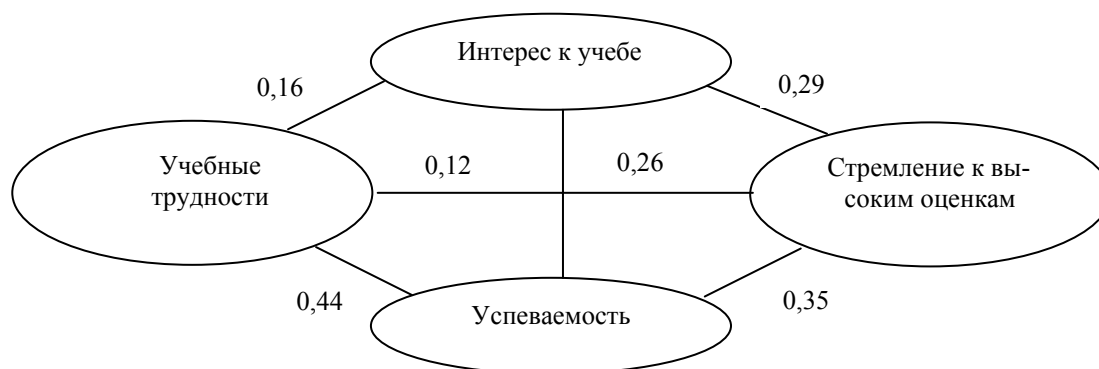 Интерес к учебе
0,16
0,29
Учебные
трудности
0,12
0,26
Стремление к вы-
соким оценкам
0,44
Успеваемость
0,35